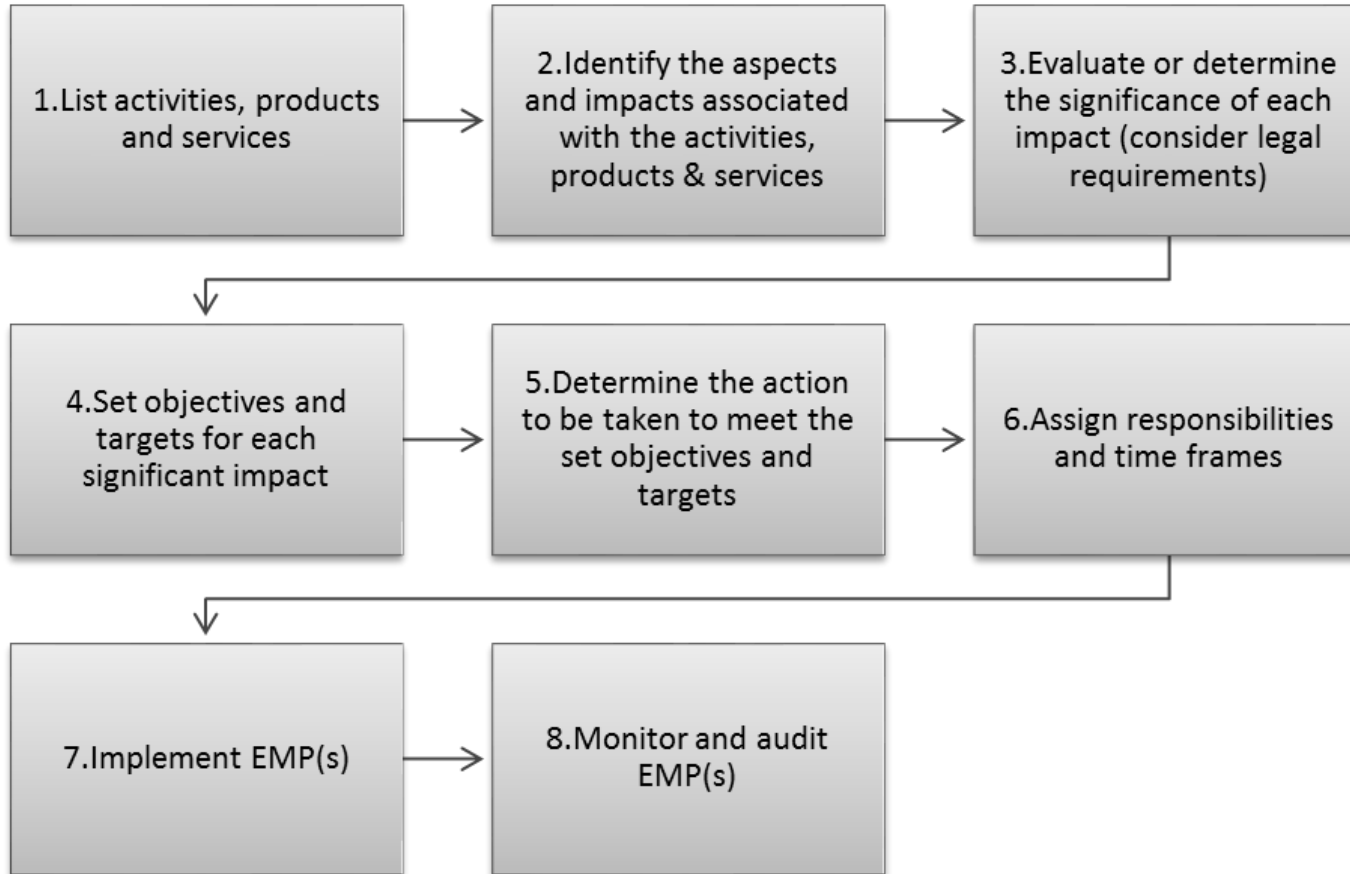 1.List activities, products
and services
2.Identify the aspects
and impacts associated
with the activities,
products & services
3.Evaluate or determine
the significance of each
impact (consider legal
requirements)
4.Set objectives and
targets for each
significant impact
5.Determine the action
to be taken to meet the
set objectives and
targets
6.Assign responsibilities
and time frames
7.Implement EMP(s)
8.Monitor and audit
EMP(s)